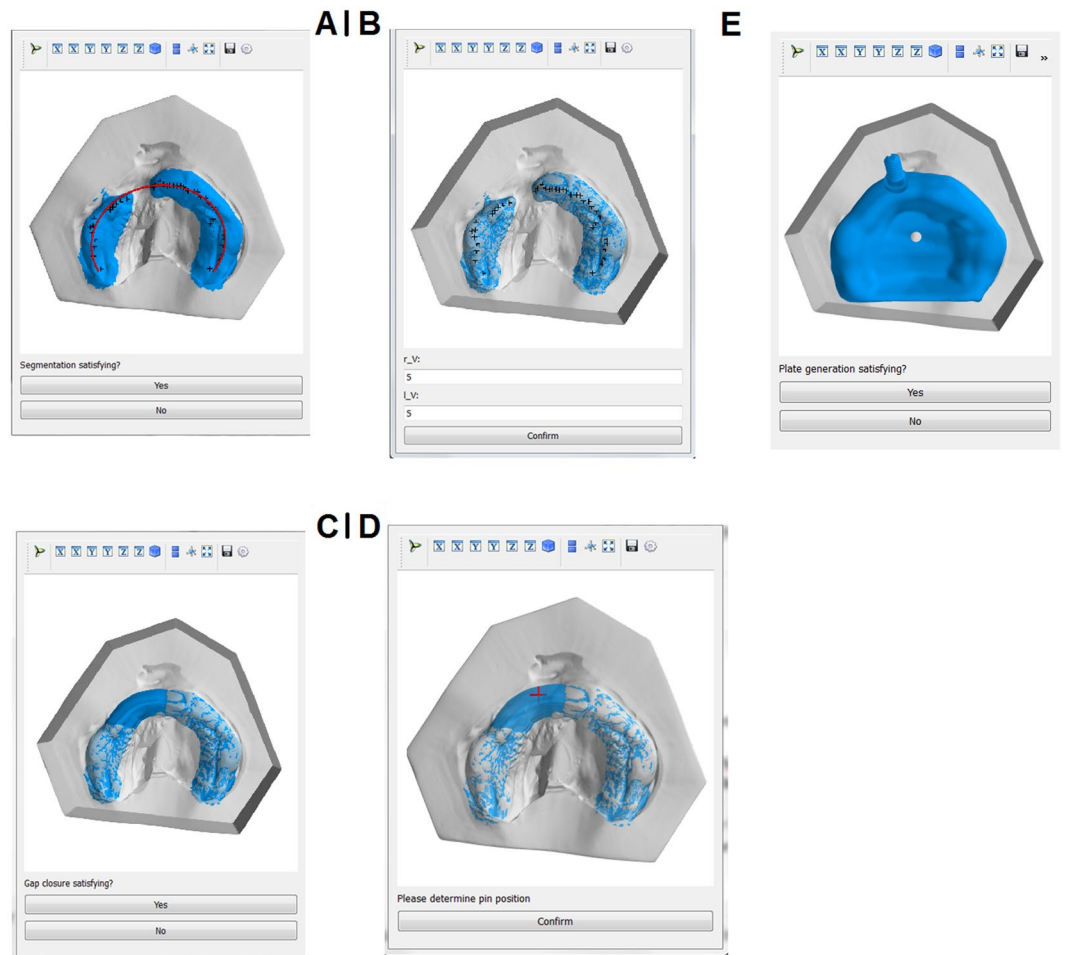 A|B
E
X X Y Y Z Z
X X Y Y Z Z
X X Y Y Z Z
»
Segmentation satisfying?
Yes
No
r_V:
5
l_V:
5
Confirm
Plate generation satisfying?
Yes
No
C|D
X X Y Y Z Z
X X Y Y Z Z
Gap closure satisfying?
Yes
No
Please determine pin position
Confirm